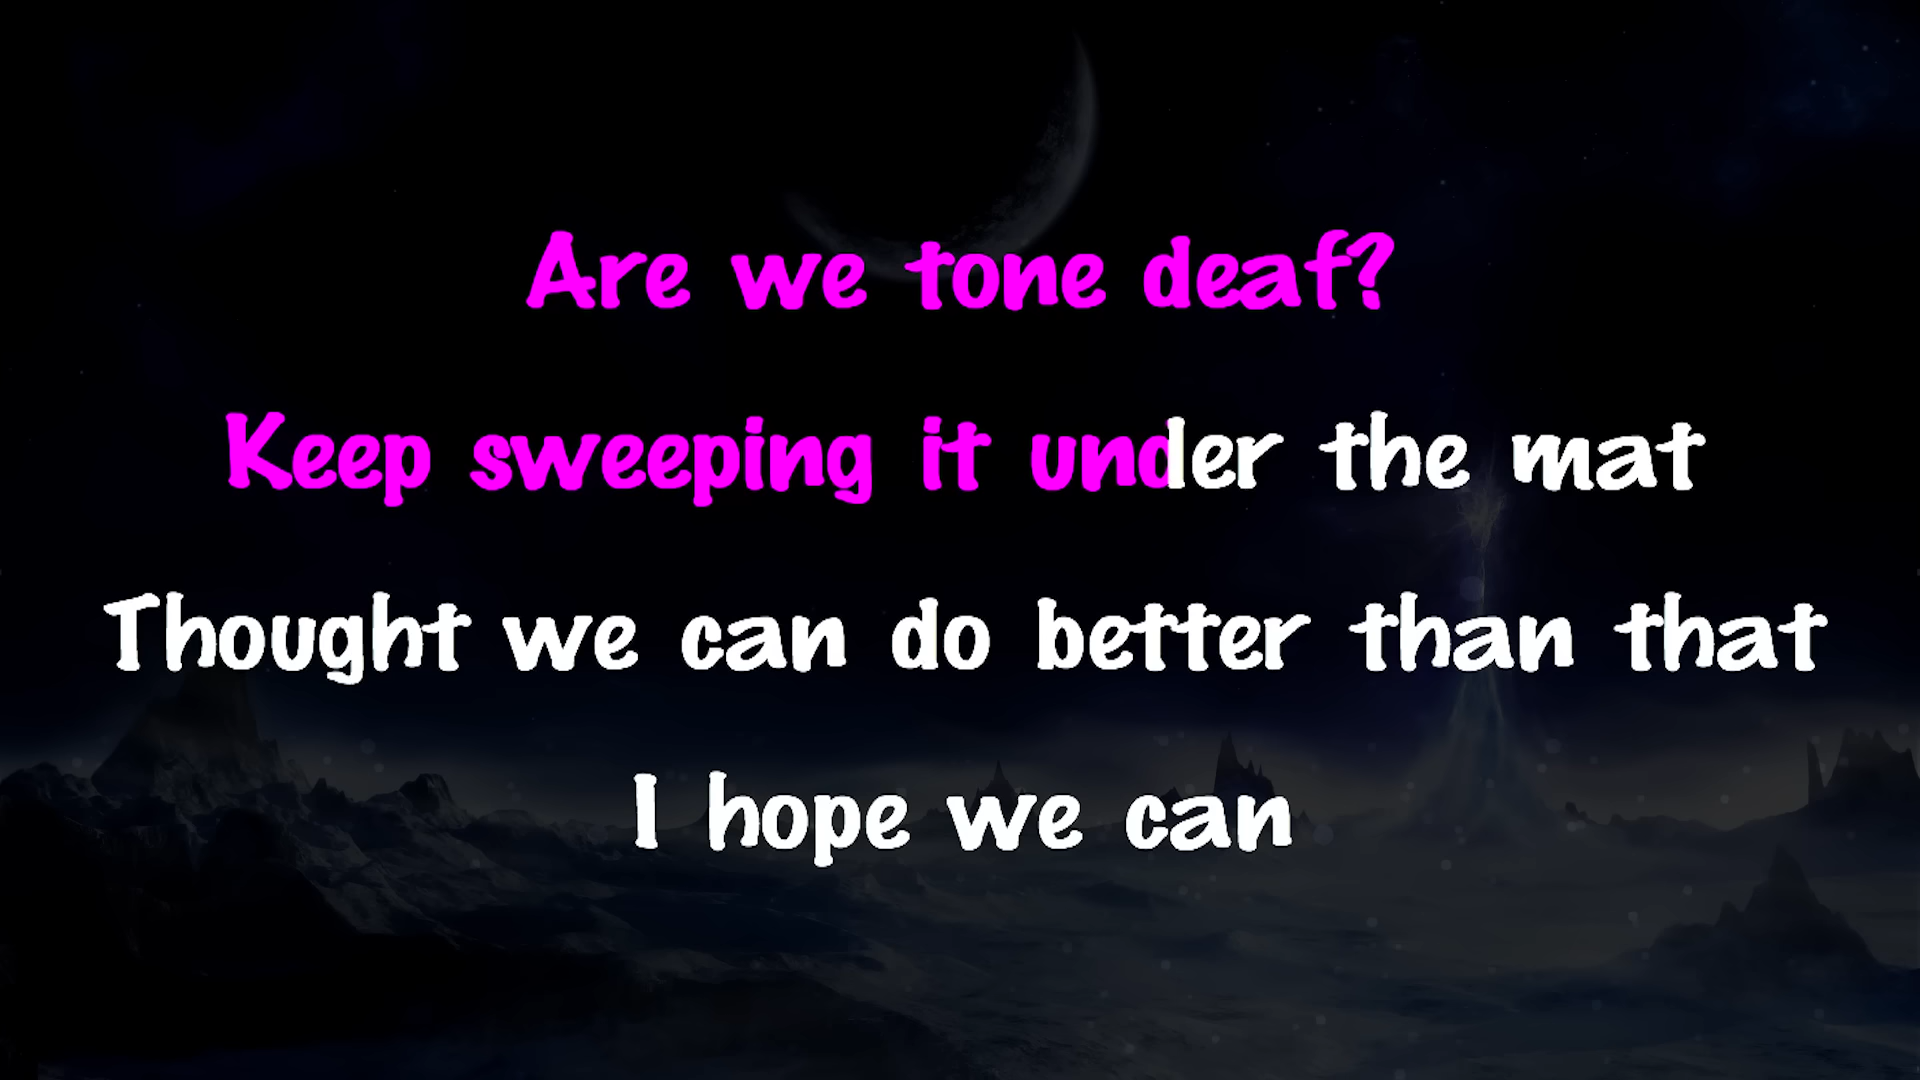 Are we tone deaf?
Keep sweeping it under the mat
Thought we can do better than that
I hope we can